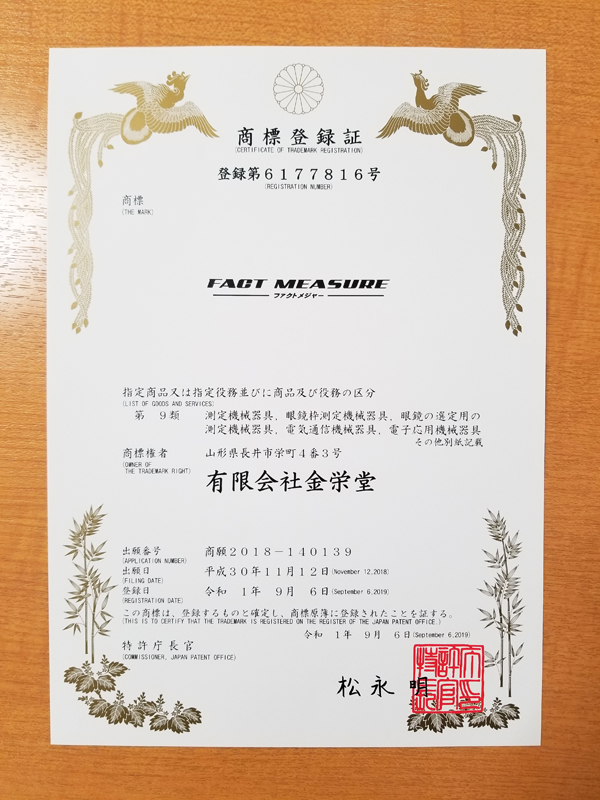 商標登録証
(CERTIFICATE OF TRADEMARK REGISTRATION)
登録第6177816号
(REGISTRATION NUMBER)
商標
(THE MARK)
FACT MEASURE
ファクトメジャー
指定商品又は指定役務並びに商品及び役務の区分
(LIST OF GOODS AND SERVICES)
第 9類 測定機械器具,眼鏡枠測定機械器具,眼鏡の選定用の
測定機械器具,電気通信機械器具,電子応用機械器具
その他別紙記載
商標権者 山形県長井市栄町4番3号
(OWNER OF
THE TRADEMARK RIGHT)
有限会社金栄堂
出願番号 商願2018-140139
(APPLICATION NUMBER)
出願日 平成30年11月12日(November 12,2018)
(FILING DATE)
登録日 令和 1年 9月 6日(September 6,2019)
(REGISTRATION DATE)
この商標は、登録するものと確定し、商標原簿に登録されたことを証する。
(THIS IS TO CERTIFY THAT THE TRADEMARK IS REGISTERED ON THE REGISTER OF THE JAPAN PATENT OFFICE.)
令和 1年 9月 6日(September 6,2019)
特許庁長官
(COMMISSIONER, JAPAN PATENT OFFICE)
松永 明